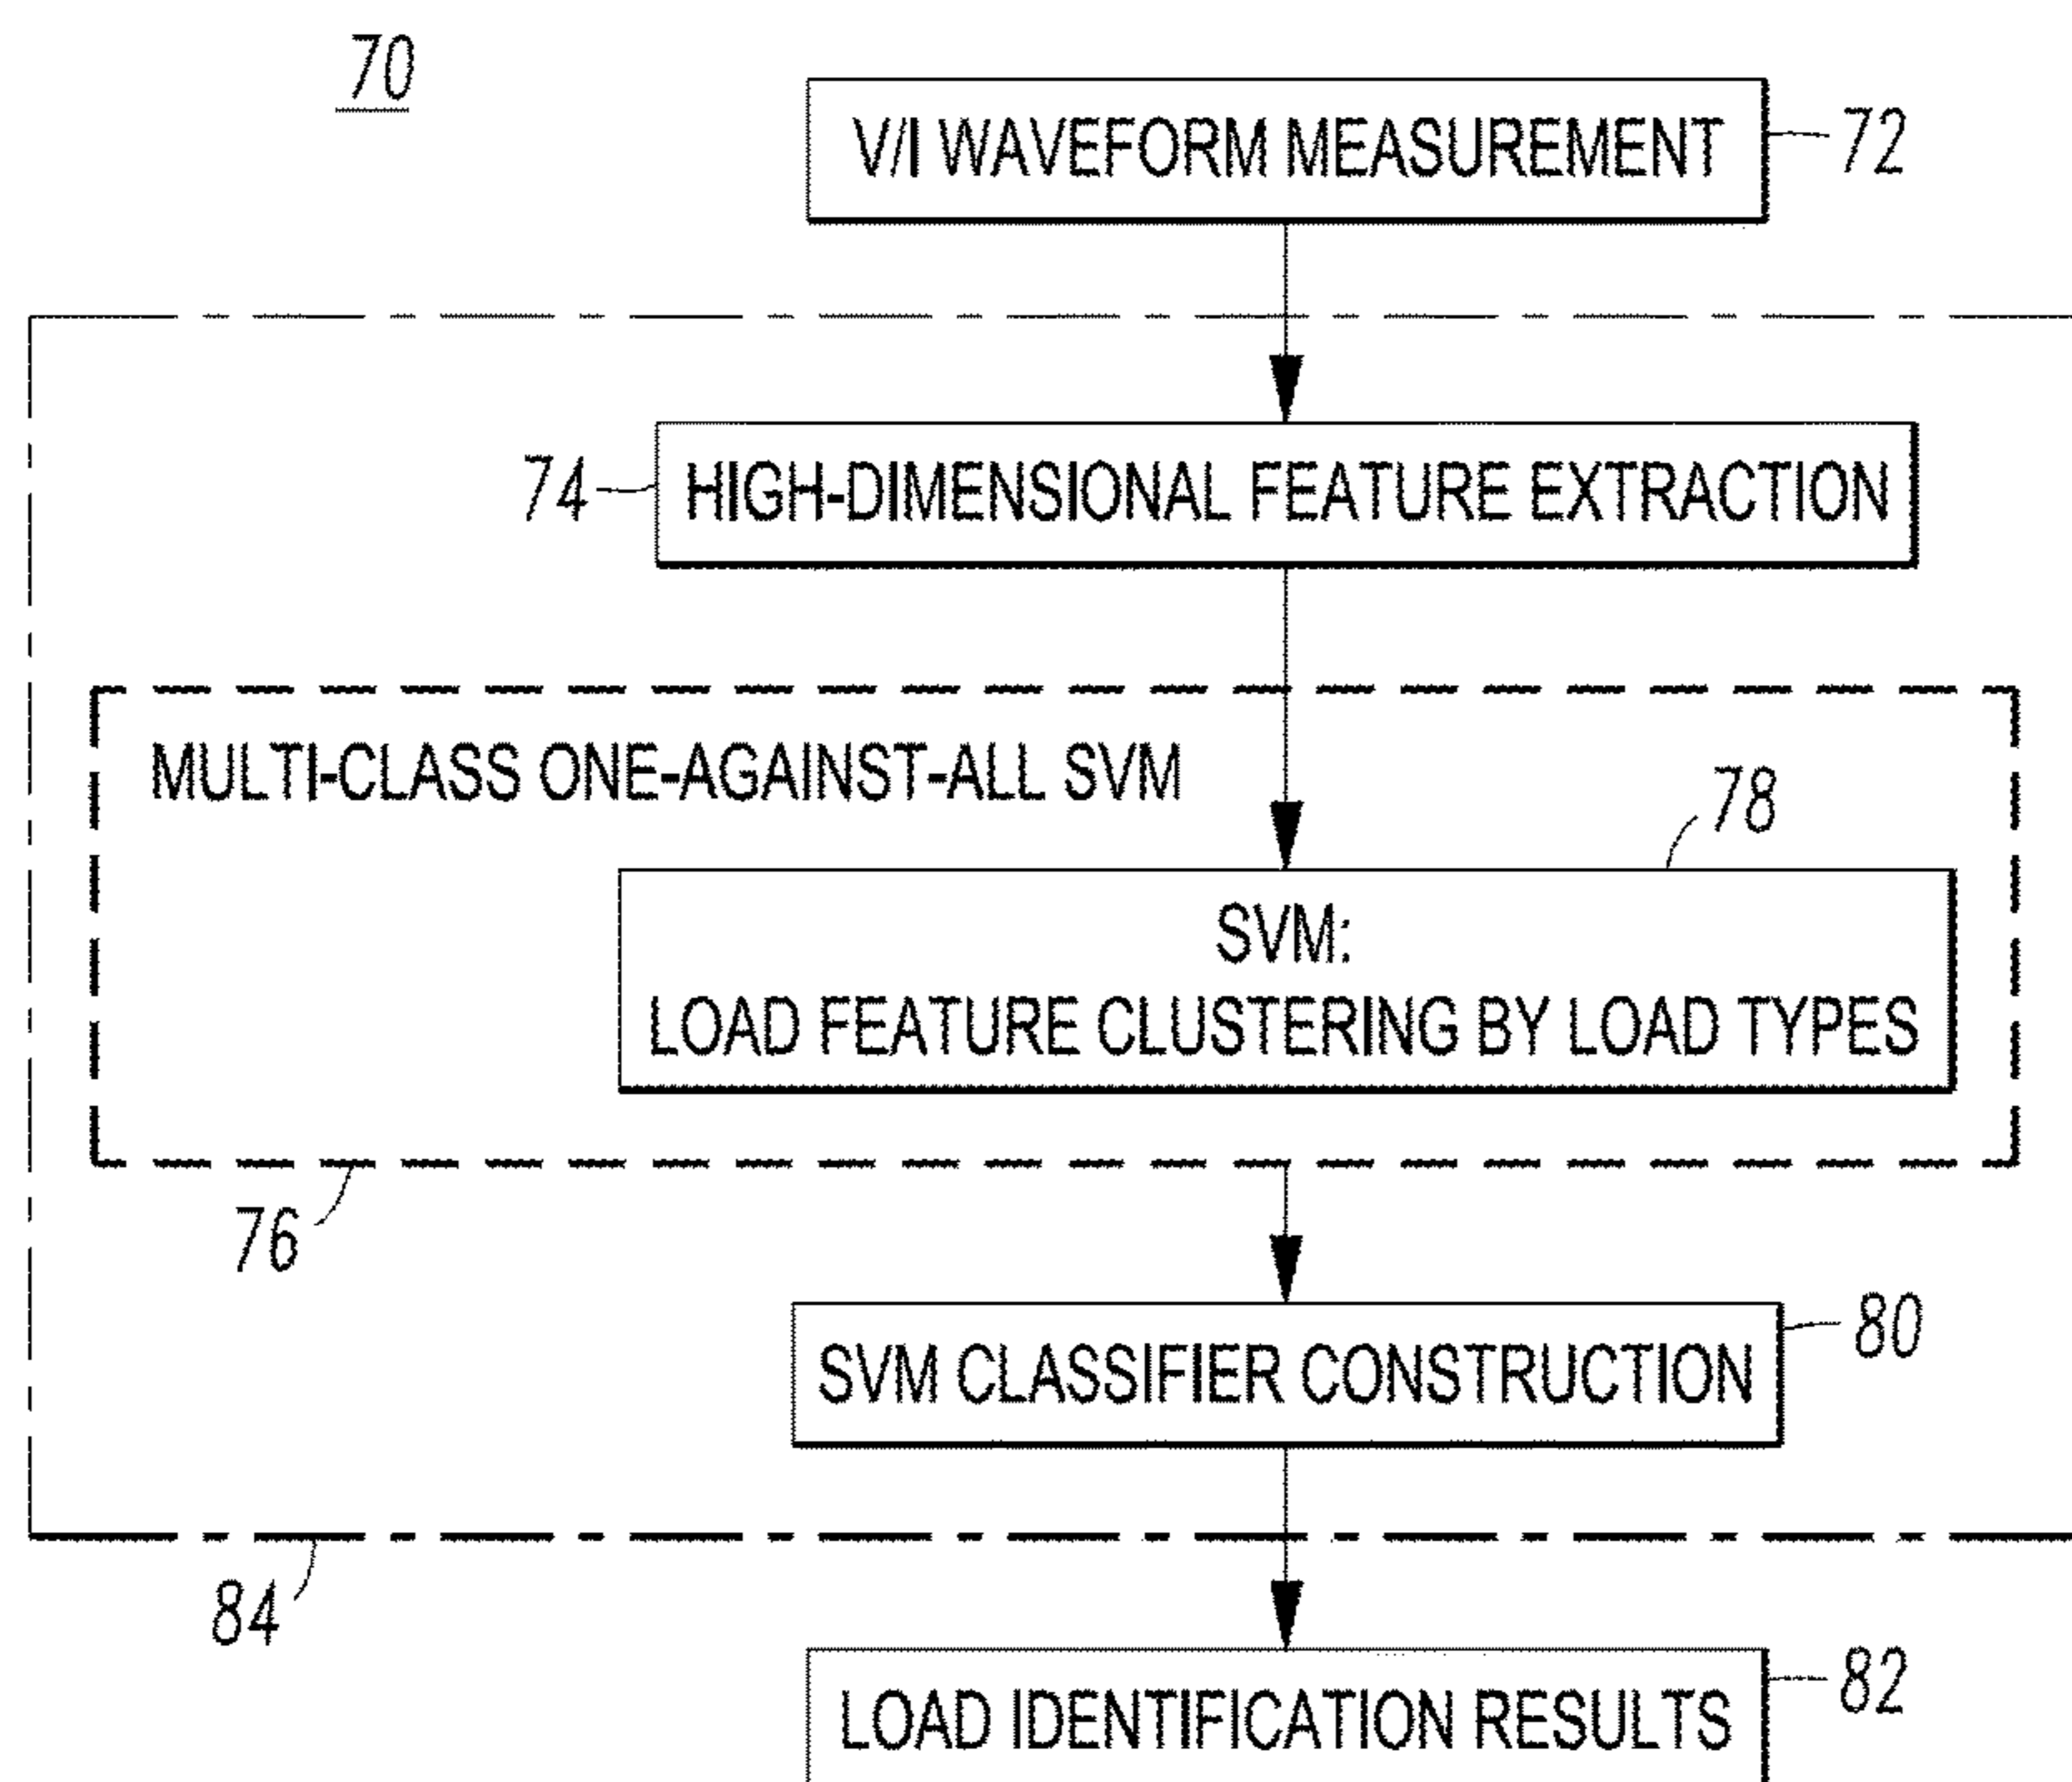 70
V/I WAVEFORM MEASUREMENT
72
74
HIGH-DIMENSIONAL FEATURE EXTRACTION
MULTI-CLASS ONE-AGAINST-ALL SVM
78
SVM:
LOAD FEATURE CLUSTERING BY LOAD TYPES
76
80
SVM CLASSIFIER CONSTRUCTION
84
82
LOAD IDENTIFICATION RESULTS